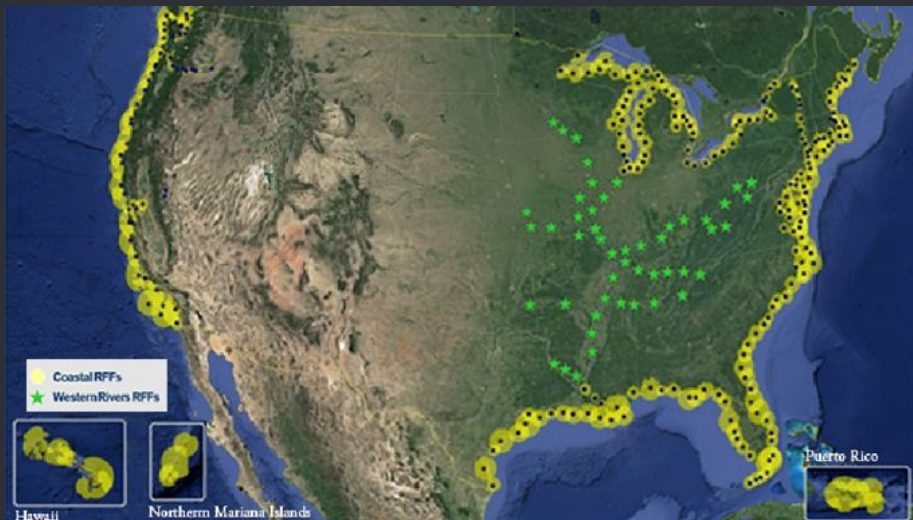 Coastal RFFs
Western Rivers RFFs
Hawaii
Northern Mariana Islands
Puerto Rico